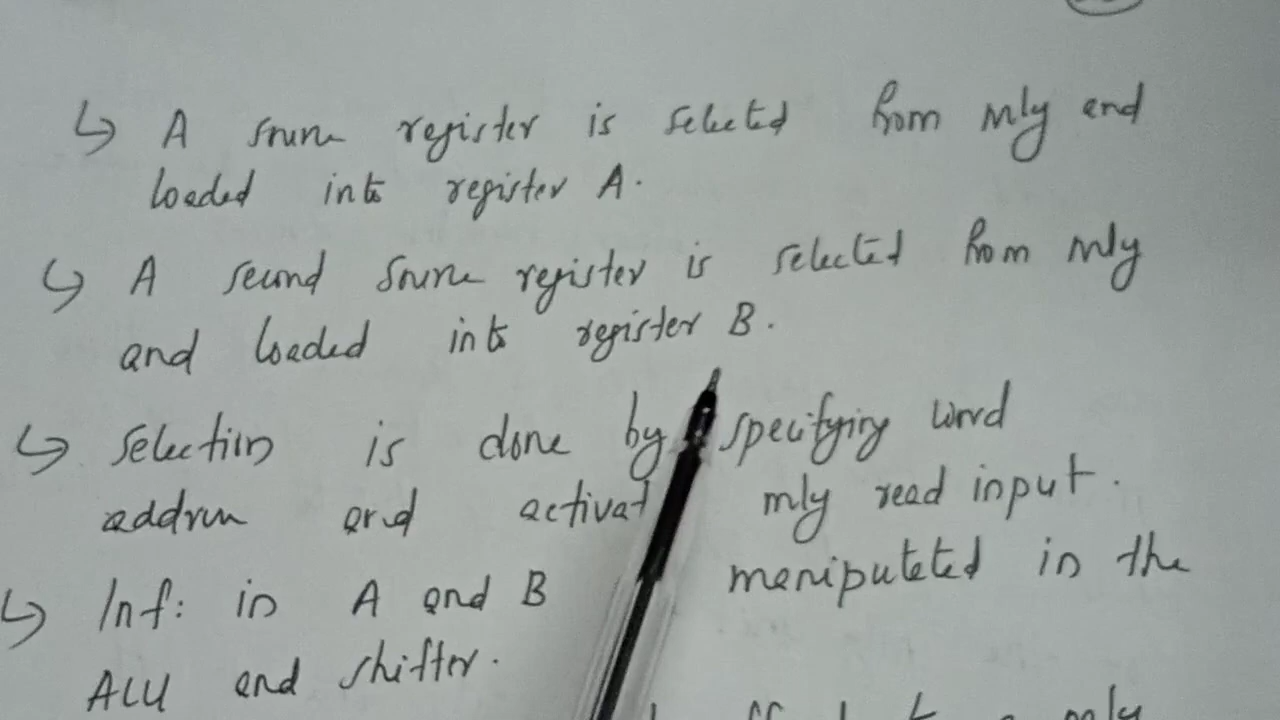 ↳ A source register is selected from mly and
loaded into register A.
↳ A second source register is selected from mly
and loaded into register B.
↳ Selection is done by specifying word
address and activat mly read input.
↳ Inf: in A and B manipulated in the
ALU and shifter.
mly